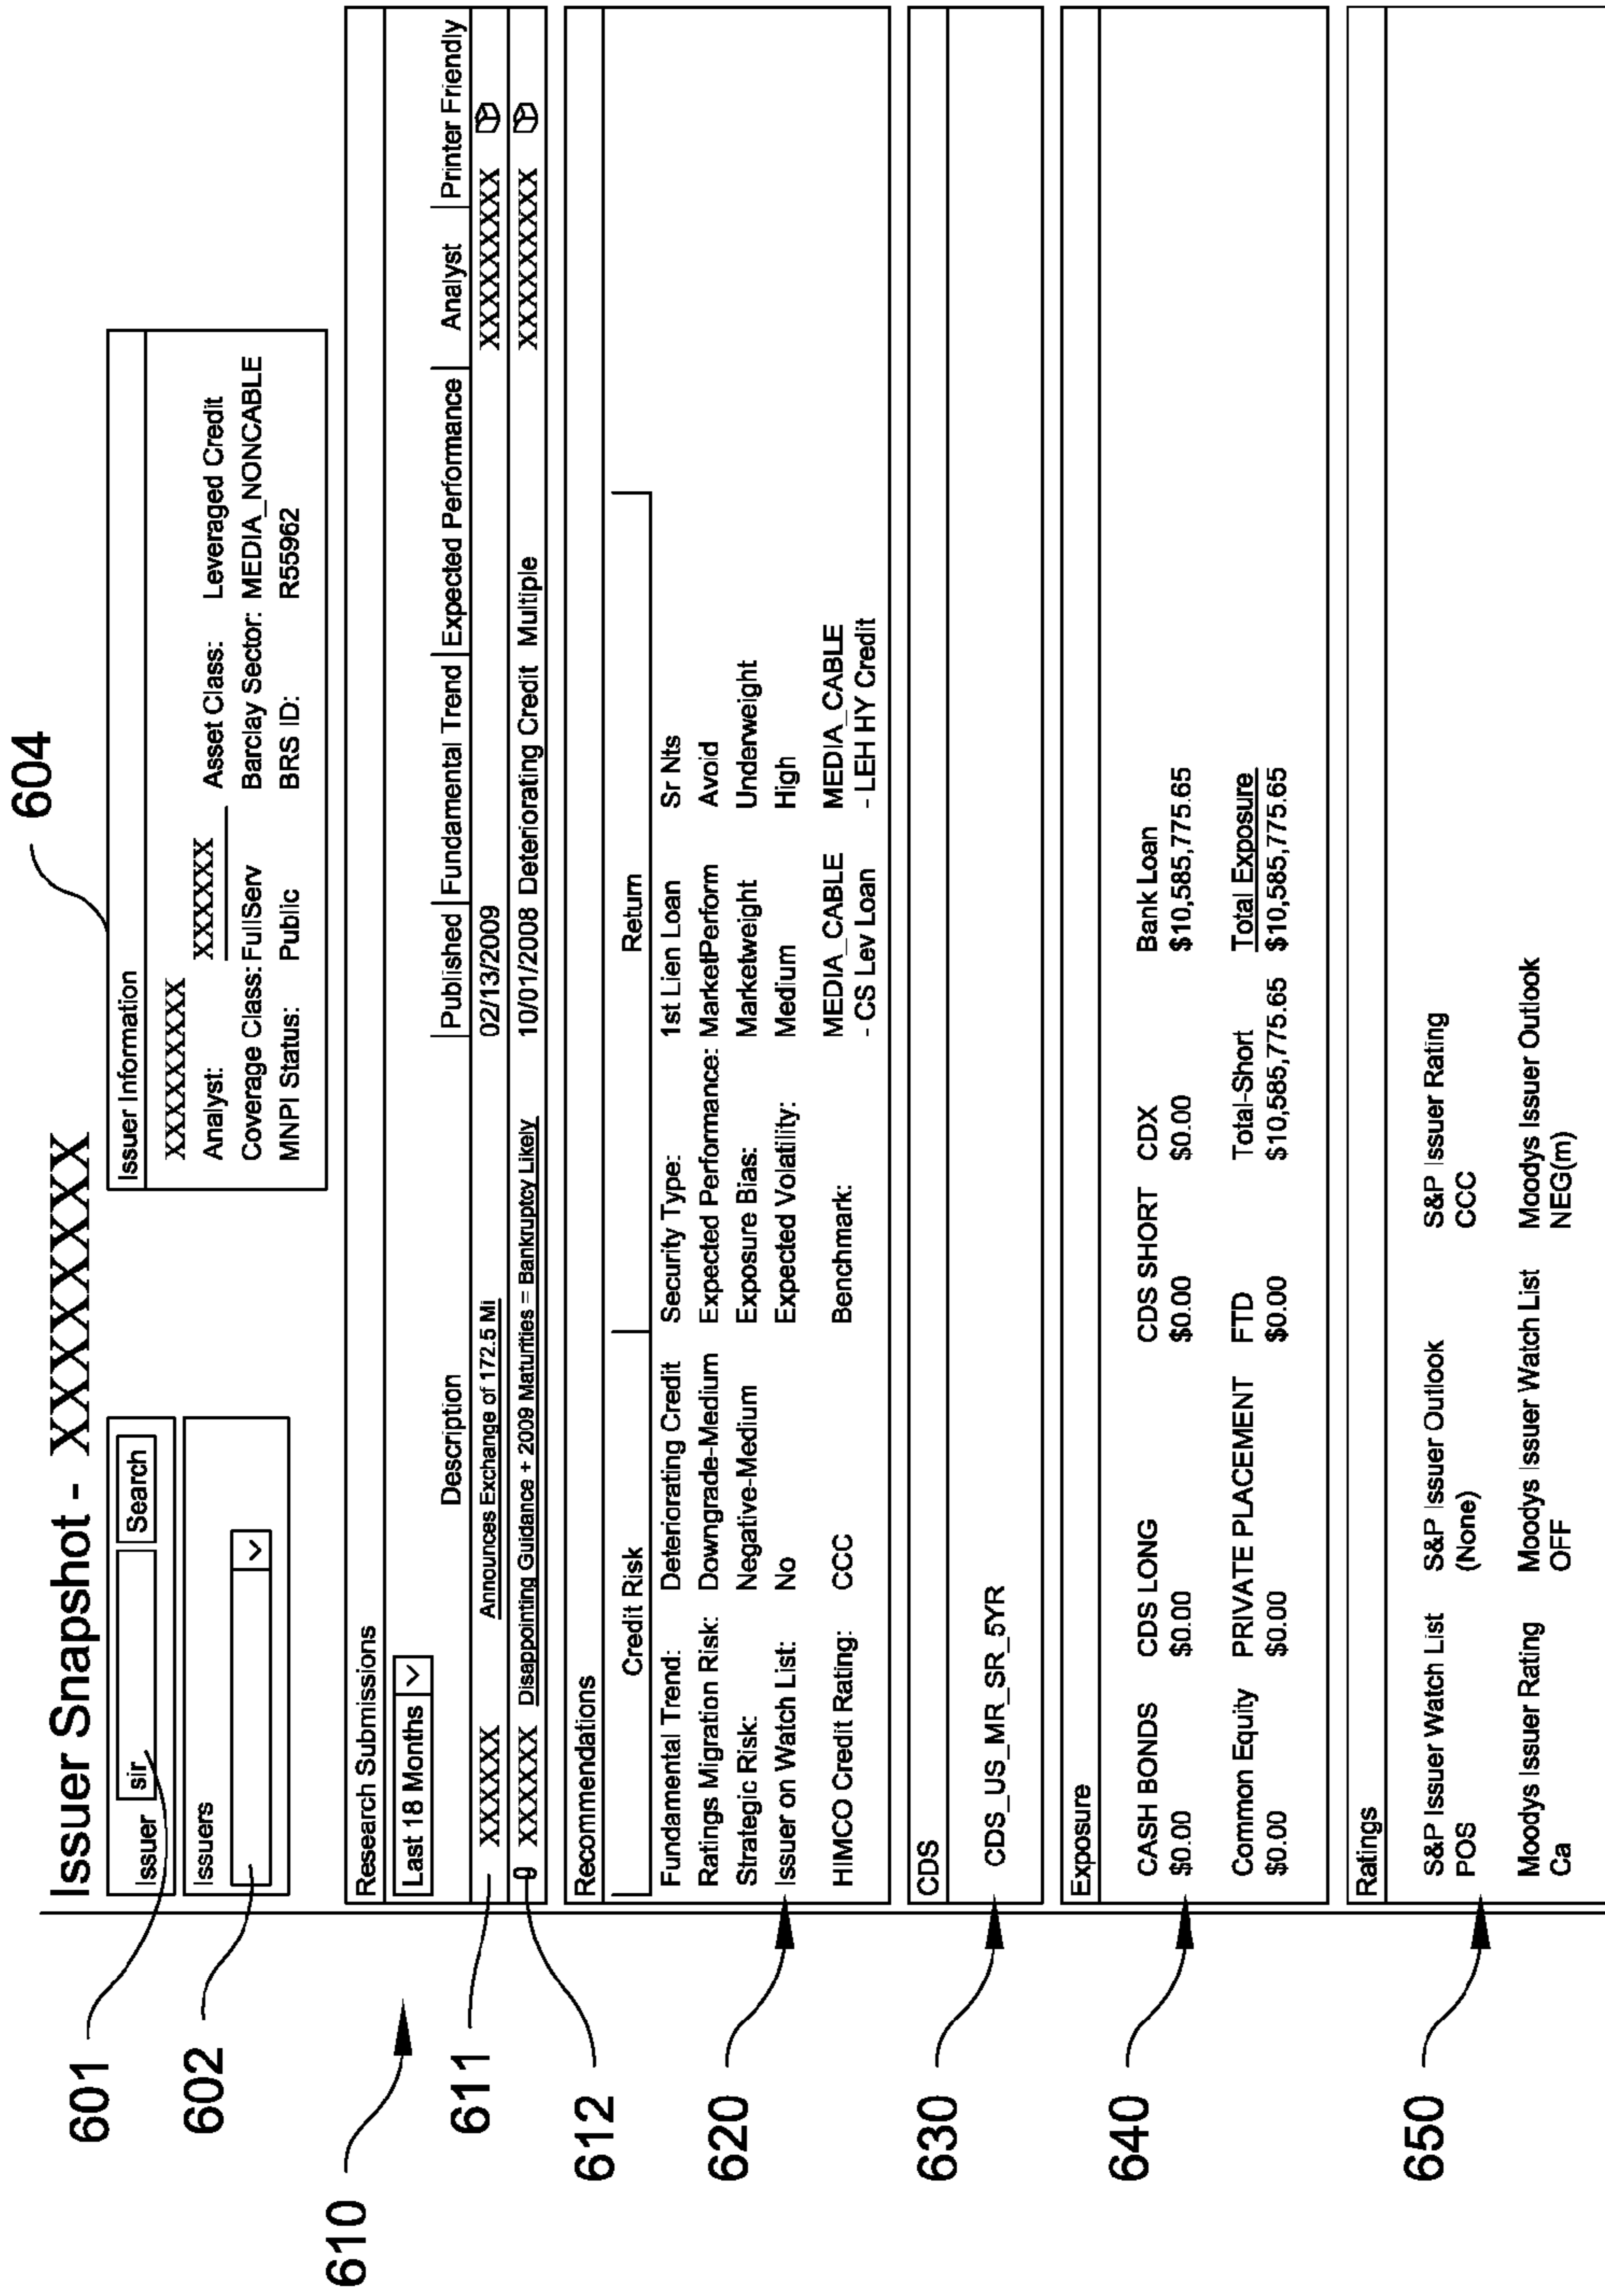 604
Issuer Snapshot - XXXXXXXXX
601
Issuer sir Search
602
Issuers
Issuer Information
XXXXXXXX
Analyst: XXXXXX Asset Class: Leveraged Credit
Coverage Class: FullServ Barclay Sector: MEDIA_NONCABLE
MNPI Status: Public BRS ID: R55962
610
Research Submissions
Last 18 Months
Description Published Fundamental Trend Expected Performance Analyst Printer Friendly
611
XXXXXX Announces Exchange of 172.5 Mi 02/13/2009 XXXXXXXXX
612
XXXXXX Disappointing Guidance + 2009 Maturities = Bankruptcy Likely 10/01/2008 Deteriorating Credit Multiple XXXXXXXXX
Recommendations
Credit Risk Return
620
Fundamental Trend: Deteriorating Credit Security Type: 1st Lien Loan Sr Nts
Ratings Migration Risk: Downgrade-Medium Expected Performance: MarketPerform Avoid
Strategic Risk: Negative-Medium Exposure Bias: Marketweight Underweight
Issuer on Watch List: No Expected Volatility: Medium High
HIMCO Credit Rating: CCC Benchmark: MEDIA_CABLE MEDIA_CABLE
- CS Lev Loan - LEH HY Credit
630
CDS
CDS_US_MR_SR_5YR
640
Exposure
CASH BONDS CDS LONG CDS SHORT CDX Bank Loan
$0.00 $0.00 $0.00 $0.00 $10,585,775.65
Common Equity PRIVATE PLACEMENT FTD Total-Short Total Exposure
$0.00 $0.00 $0.00 $10,585,775.65 $10,585,775.65
650
Ratings
S&P Issuer Watch List S&P Issuer Outlook S&P Issuer Rating
POS (None) CCC
Moodys Issuer Rating Moodys Issuer Watch List Moodys Issuer Outlook
Ca OFF NEG(m)